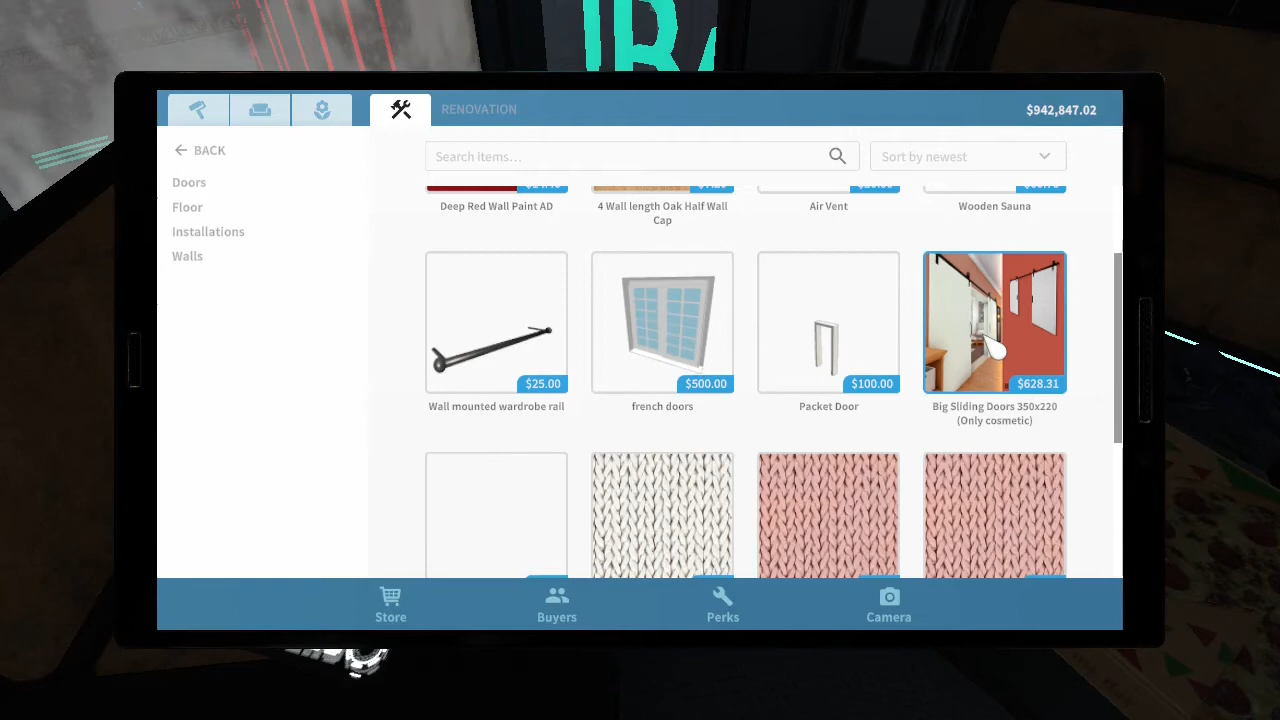 RENOVATION
$942,847.02
BACK
Search items...
Sort by newest
Doors
Floor
Installations
Walls
Deep Red Wall Paint AD
4 Wall length Oak Half Wall
Cap
Air Vent
Wooden Sauna
$25.00
$500.00
$100.00
$628.31
Wall mounted wardrobe rail
french doors
Packet Door
Big Sliding Doors 350x220
(Only cosmetic)
Store
Buyers
Perks
Camera